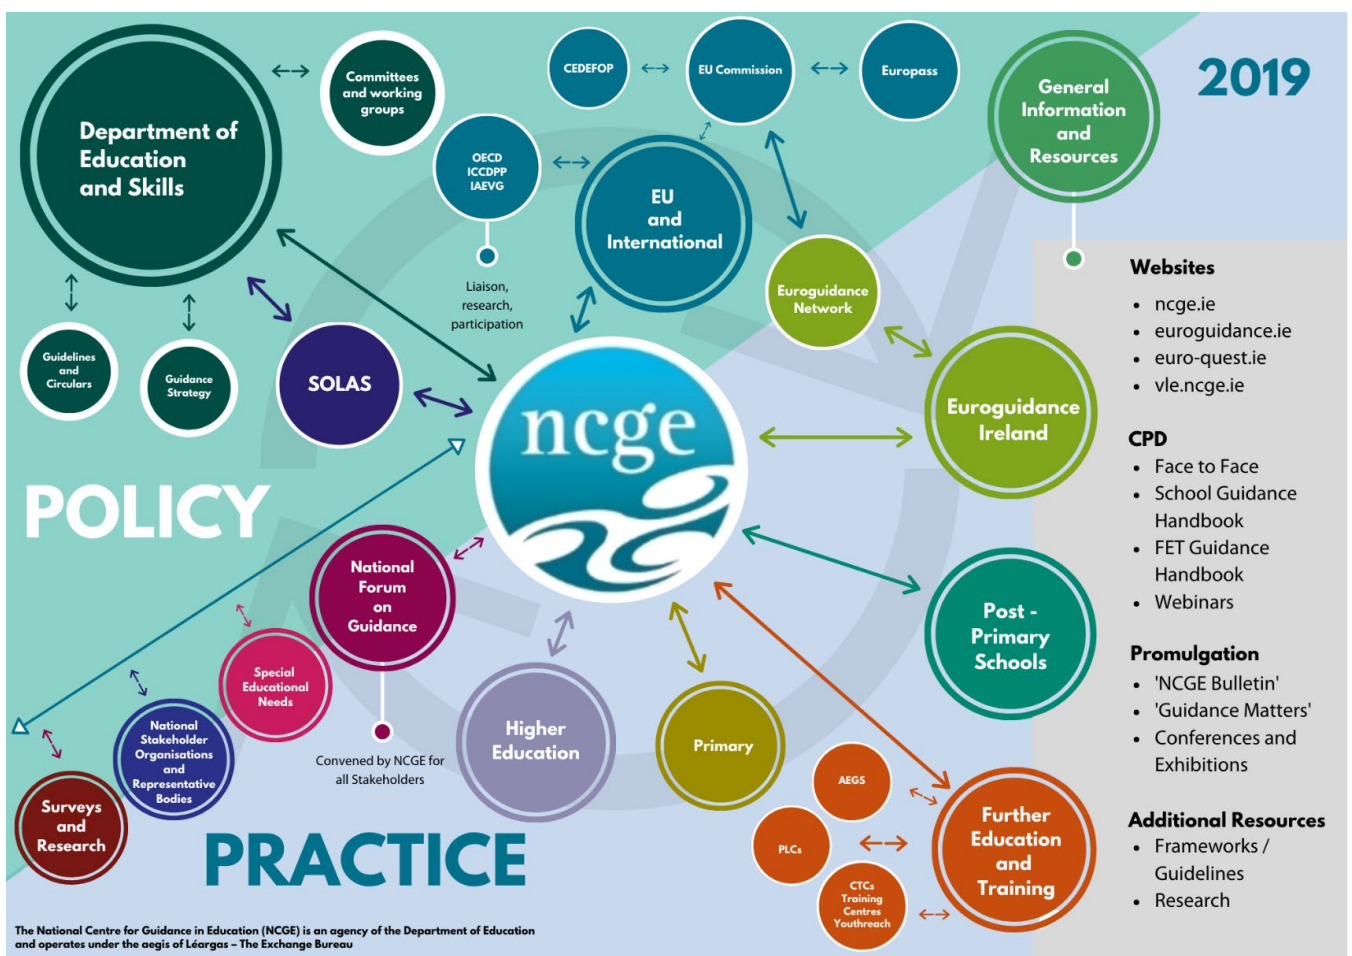 2019
Department of
Education
and Skills
Committees
and working
groups
CEDEFOP
EU Commission
Europass
General
Information
and
Resources
OECD
ICCDPP
IAEVG
Liaison,
research,
participation
EU
and
International
Euroguidance
Network
Guidelines
and
Circulars
Guidance
Strategy
SOLAS
ncge
Euroguidance
Ireland
POLICY
National
Forum
on
Guidance
Convened by NCGE for
all Stakeholders
Special
Educational
Needs
National
Stakeholder
Organisations
and
Representative
Bodies
Surveys
and
Research
Higher
Education
Primary
Post -
Primary
Schools
AEGS
PLCs
CTCs
Training
Centres
Youthreach
Further
Education
and
Training
PRACTICE
Websites
• ncge.ie
• euroguidance.ie
• euro-quest.ie
• vle.ncge.ie
CPD
• Face to Face
• School Guidance
Handbook
• FET Guidance
Handbook
• Webinars
Promulgation
• 'NCGE Bulletin'
• 'Guidance Matters'
• Conferences and
Exhibitions
Additional Resources
• Frameworks /
Guidelines
• Research
The National Centre for Guidance in Education (NCGE) is an agency of the Department of Education
and operates under the aegis of Léargas – The Exchange Bureau